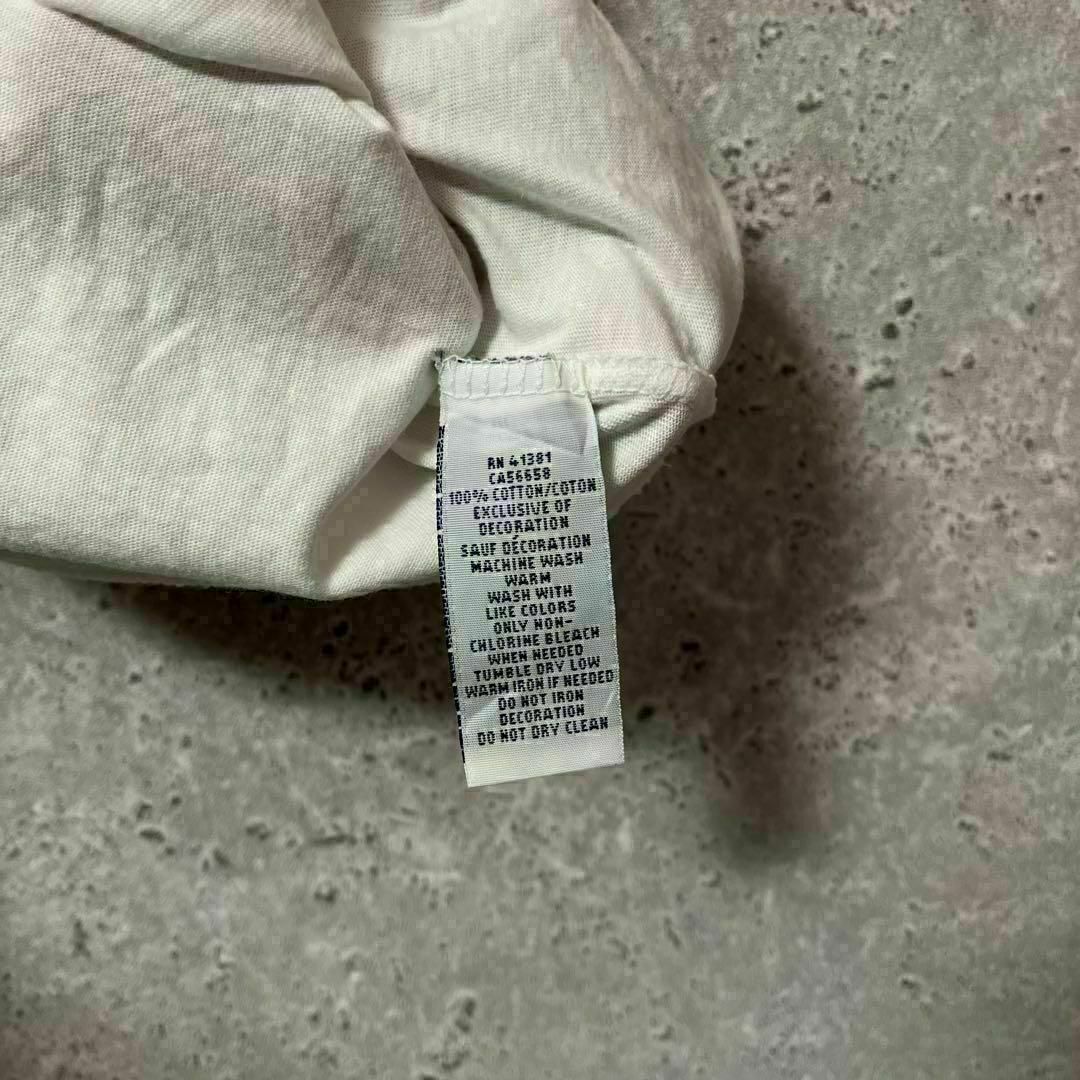 RN 41381
CA56658
100% COTTON/COTON
EXCLUSIVE OF
DECORATION
SAUF DÉCORATION
MACHINE WASH
WARM
WASH WITH
LIKE COLORS
ONLY NON-
CHLORINE BLEACH
WHEN NEEDED
TUMBLE DRY LOW
WARM IRON IF NEEDED
DO NOT IRON
DECORATION
DO NOT DRY CLEAN